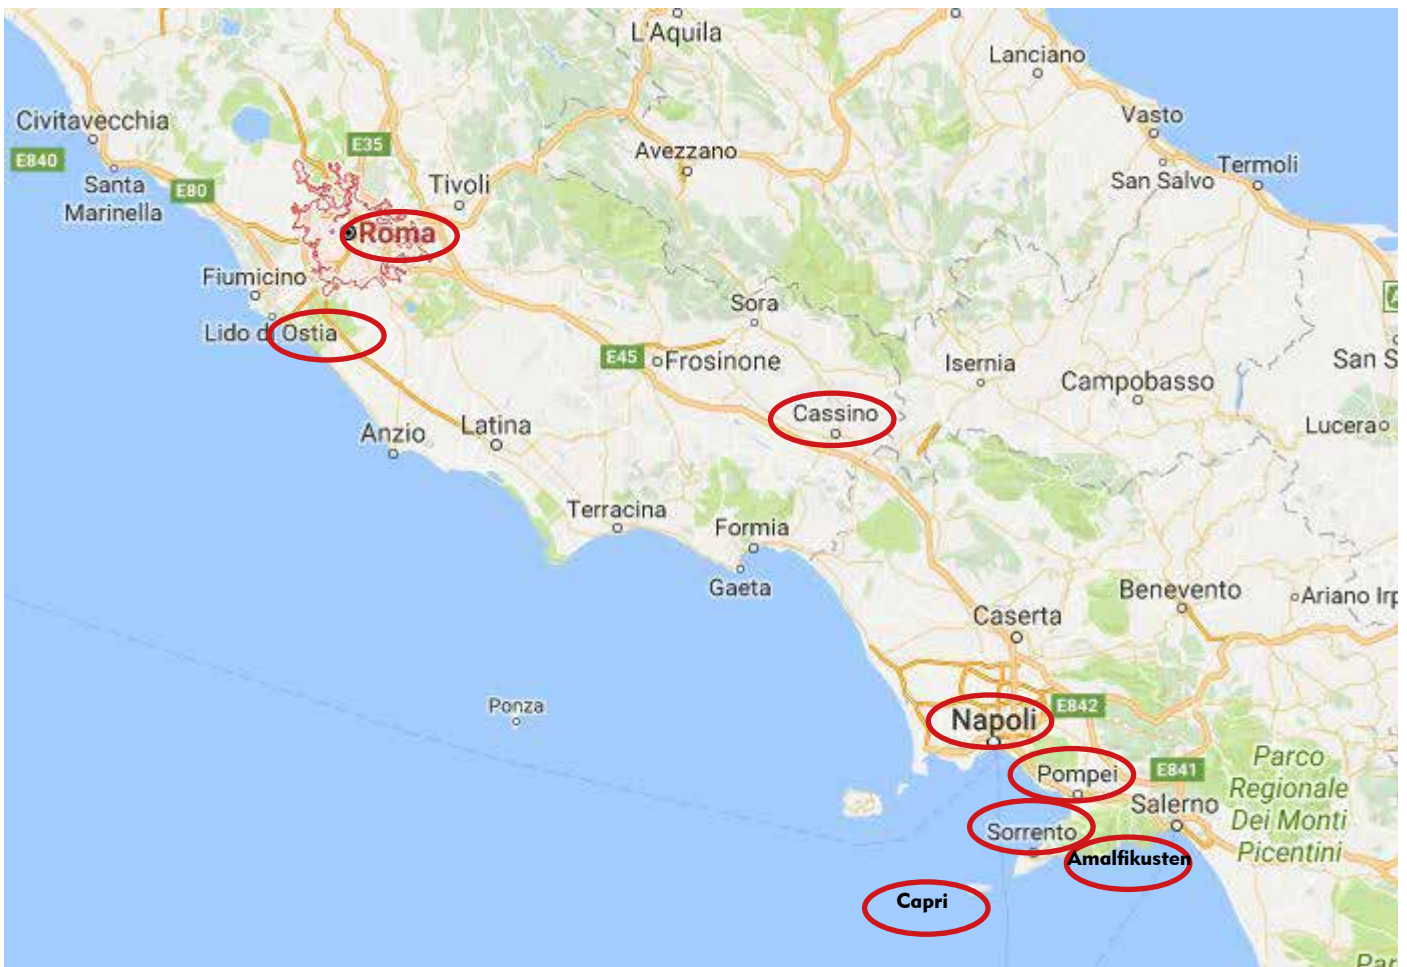 L'Aquila
Lanciano
Civitavecchia
Vasto
E35
Avezzano
E840
Termoli
Santa
Marinella
E80
Tivoli
San Salvo
Roma
Fiumicino
Sora
Lido di Ostia
E45
Frosinone
Isernia
San S
Campobasso
Cassino
Anzio
Latina
Lucera
Terracina
Formia
Gaeta
Benevento
Ariano Irp
Caserta
Ponza
Napoli
E842
Pompei
E841
Parco
Regionale
Dei Monti
Picentini
Salerno
Sorrento
Amalfikusten
Capri
Par